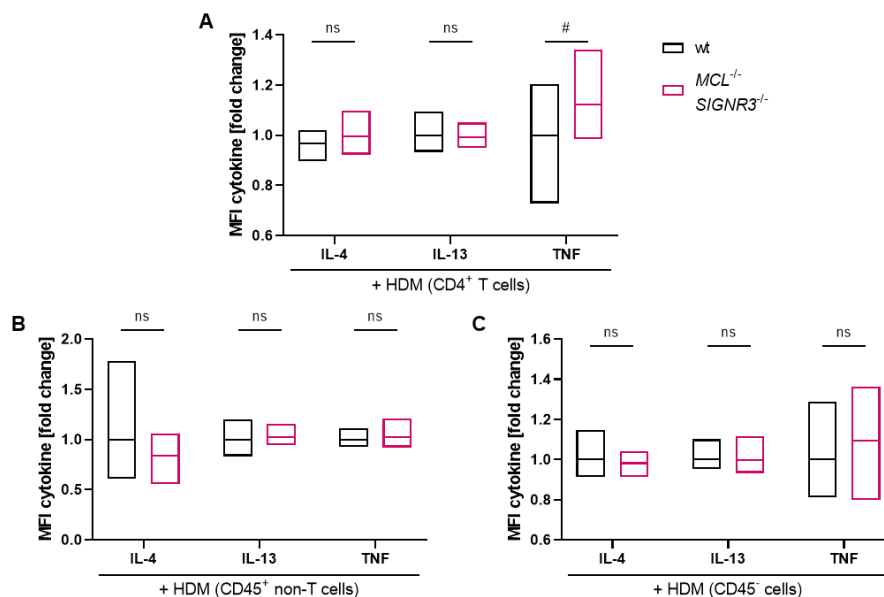 A
ns ns #
wt
MCL-/-
SIGNR3-/-
MFI cytokine [fold change]
1.4
1.2
1.0
0.8
0.6
IL-4 IL-13 TNF
+ HDM (CD4+ T cells)
B
ns ns ns
MFI cytokine [fold change]
2.0
1.5
1.0
0.5
0.0
IL-4 IL-13 TNF
+ HDM (CD45+ non-T cells)
C
ns ns ns
MFI cytokine [fold change]
1.6
1.4
1.2
1.0
0.8
0.6
IL-4 IL-13 TNF
+ HDM (CD45- cells)